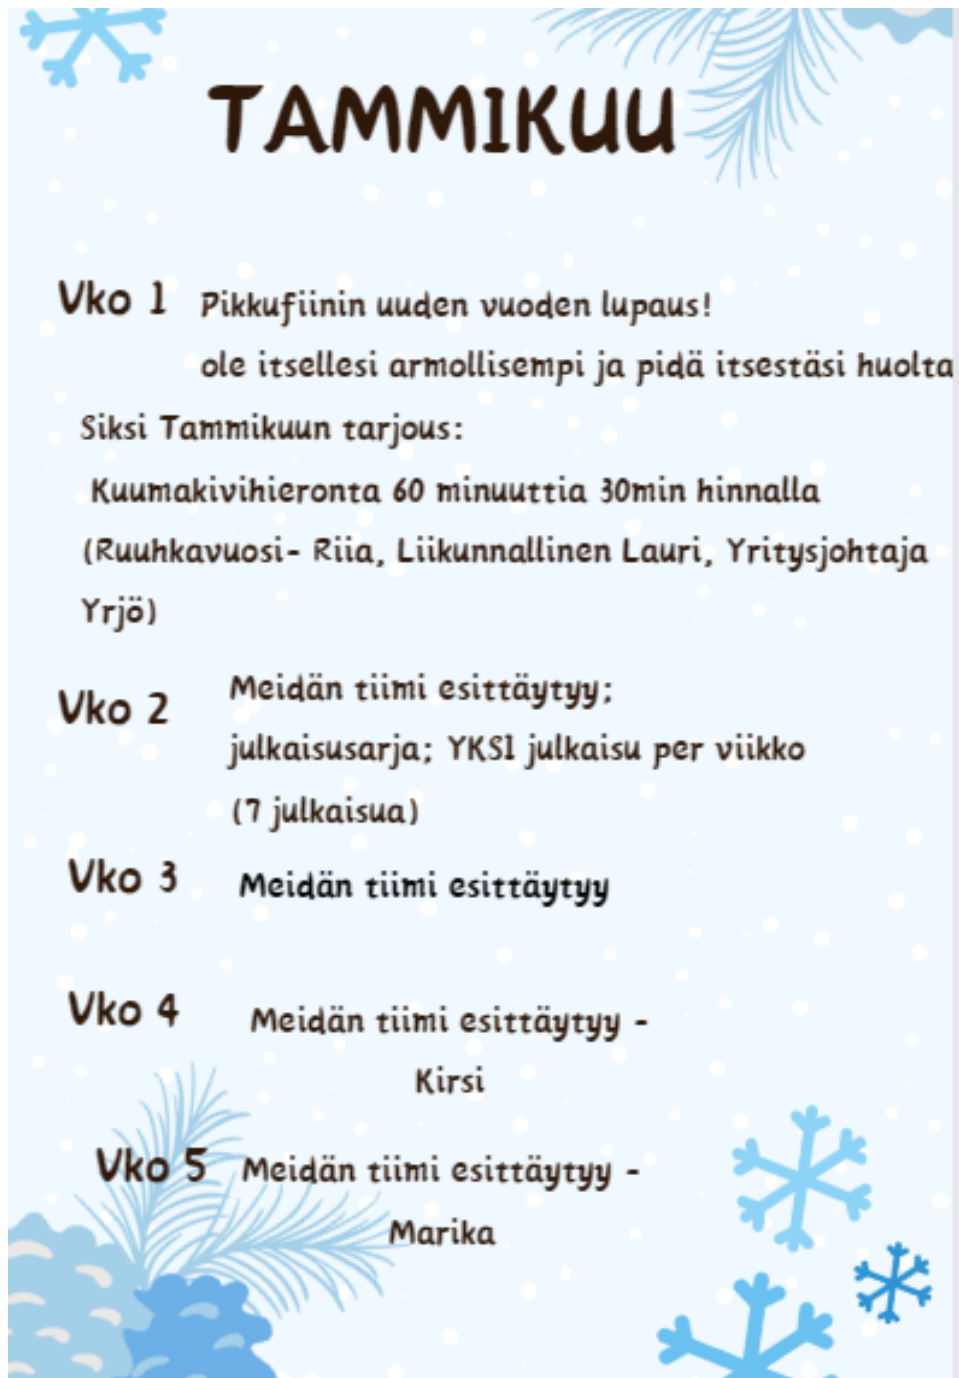 TAMMIKUU
Vko 1 Pikkufiinin uuden vuoden lupaus!
ole itsellesi armollisempi ja pidä itsestäsi huolta
Siksi Tammikuun tarjous:
Kuumakivihieronta 60 minuuttia 30min hinnalla
(Ruuhkavuosi- Riia, Liikunnallinen Lauri, Yritysjohtaja
Yrjö)
Vko 2 Meidän tiimi esittäytyy;
julkaisusarja; YKSI julkaisu per viikko
(7 julkaisua)
Vko 3 Meidän tiimi esittäytyy
Vko 4 Meidän tiimi esittäytyy -
Kirsi
Vko 5 Meidän tiimi esittäytyy -
Marika